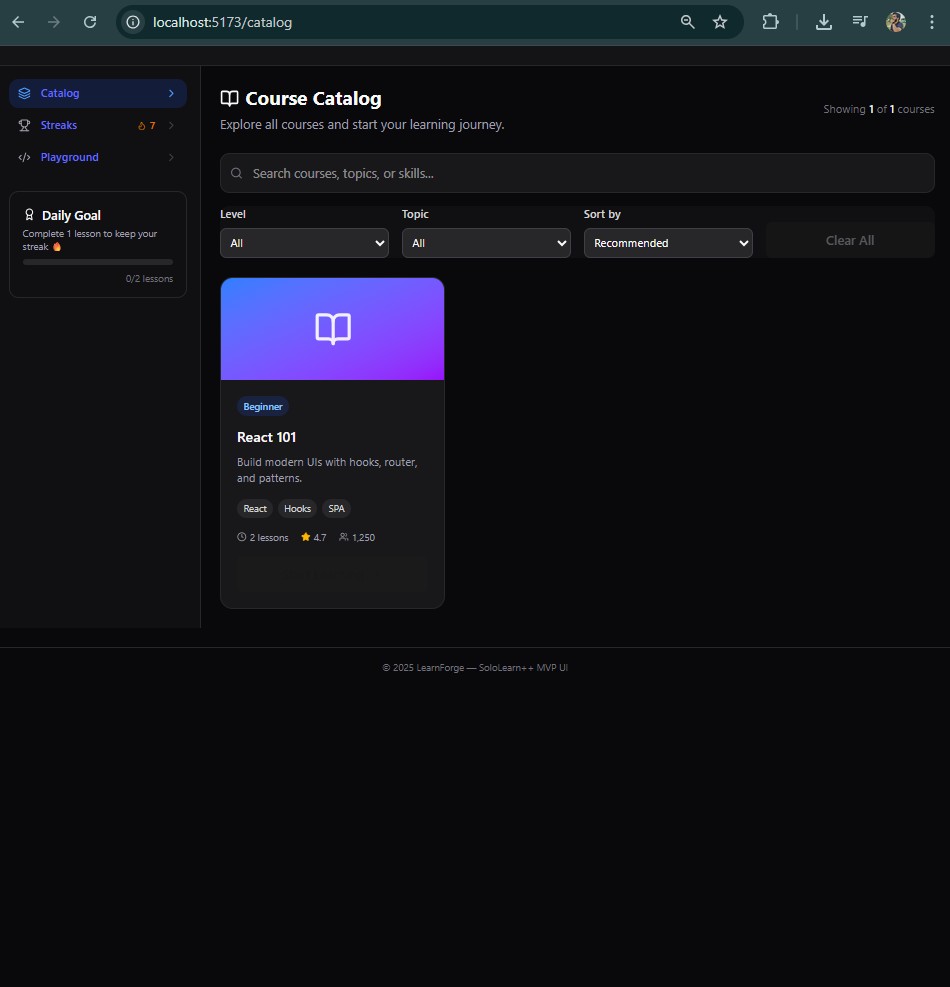 localhost:5173/catalog
Catalog
Streaks 7
Playground
Daily Goal
Complete 1 lesson to keep your
streak 🔥
0/2 lessons
Course Catalog
Explore all courses and start your learning journey.
Showing 1 of 1 courses
Search courses, topics, or skills...
Level
Topic
Sort by
All
All
Recommended
Clear All
Beginner
React 101
Build modern UIs with hooks, router,
and patterns.
React Hooks SPA
2 lessons 4.7 1,250
© 2025 LearnForge — SoloLearn++ MVP UI